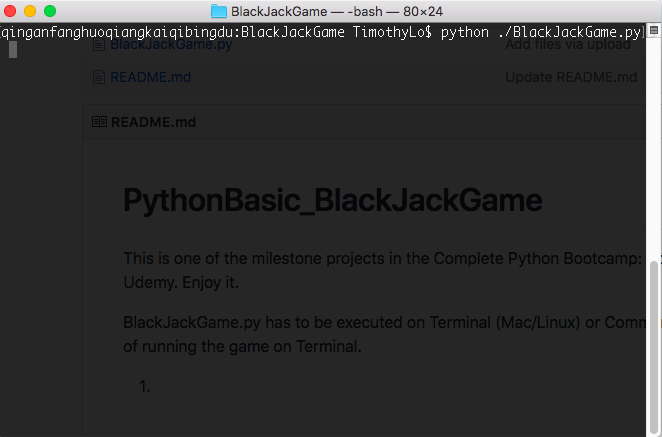 BlackJackGame — -bash — 80×24
qinganfanghuoqiangkaiqibingdu:BlackJackGame TimothyLo$ python ./BlackJackGame.py
BlackJackGame.py Add files via upload
README.md Update README.md
README.md
PythonBasic_BlackJackGame
This is one of the milestone projects in the Complete Python Bootcamp:
Udemy. Enjoy it.
BlackJackGame.py has to be executed on Terminal (Mac/Linux) or Comm
of running the game on Terminal.
1.